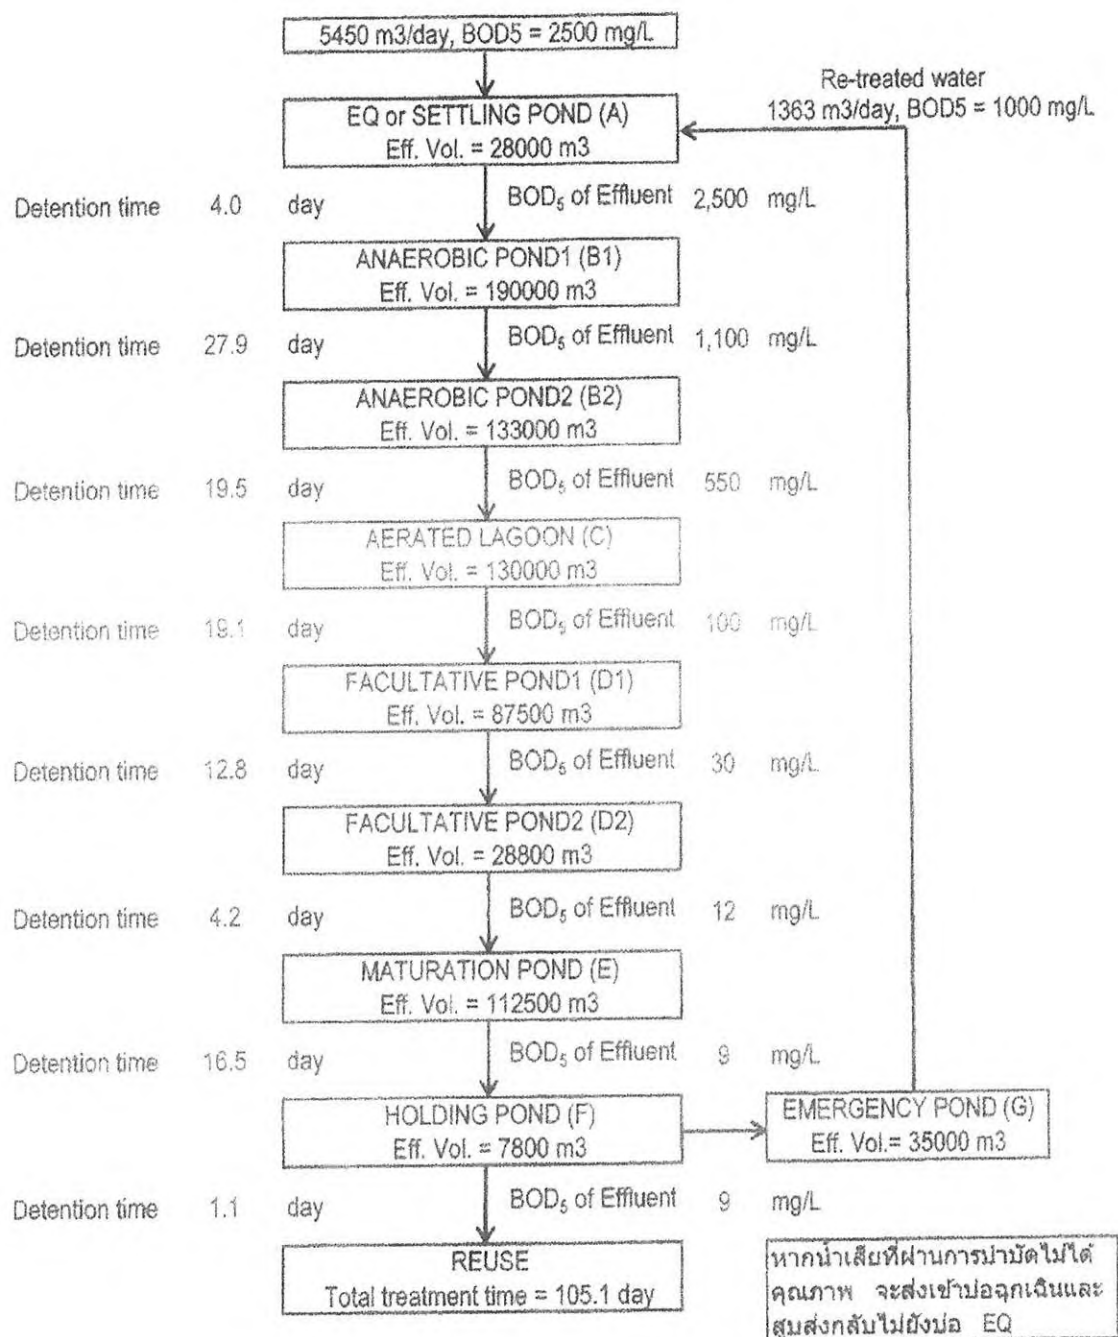 5450 m3/day, BOD5 = 2500 mg/L
Re-treated water
1363 m3/day, BOD5 = 1000 mg/L
EQ or SETTLING POND (A)
Eff. Vol. = 28000 m3
Detention time 4.0 day BOD₅ of Effluent 2,500 mg/L
ANAEROBIC POND1 (B1)
Eff. Vol. = 190000 m3
Detention time 27.9 day BOD₅ of Effluent 1,100 mg/L
ANAEROBIC POND2 (B2)
Eff. Vol. = 133000 m3
Detention time 19.5 day BOD₅ of Effluent 550 mg/L
AERATED LAGOON (C)
Eff. Vol. = 130000 m3
Detention time 19.1 day BOD₅ of Effluent 100 mg/L
FACULTATIVE POND1 (D1)
Eff. Vol. = 87500 m3
Detention time 12.8 day BOD₅ of Effluent 30 mg/L
FACULTATIVE POND2 (D2)
Eff. Vol. = 28800 m3
Detention time 4.2 day BOD₅ of Effluent 12 mg/L
MATURATION POND (E)
Eff. Vol. = 112500 m3
Detention time 16.5 day BOD₅ of Effluent 9 mg/L
HOLDING POND (F)
Eff. Vol. = 7800 m3
EMERGENCY POND (G)
Eff. Vol.= 35000 m3
Detention time 1.1 day BOD₅ of Effluent 9 mg/L
REUSE
Total treatment time = 105.1 day
หากน้ำเสียที่ผ่านการบำบัดไม่ได้
คุณภาพ จะส่งเข้าบ่อฉุกเฉินและ
สูบส่งกลับไม่ยังบ่อ EQ